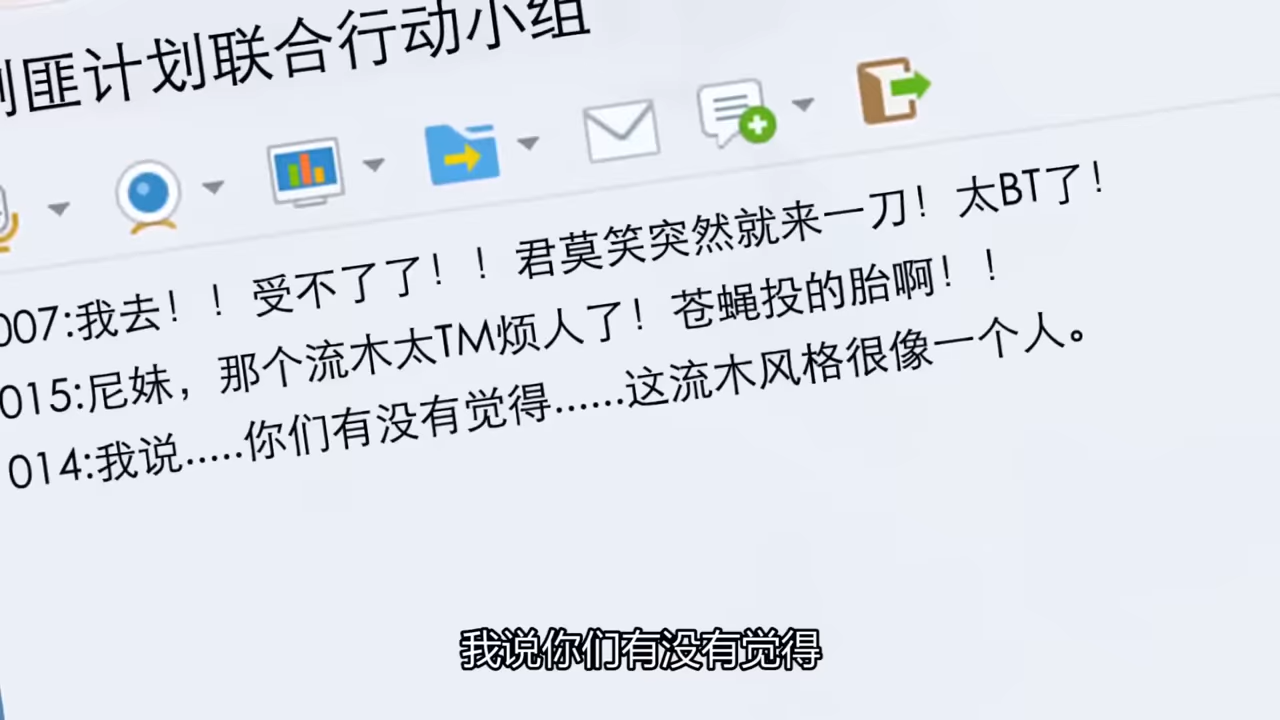 匪计划联合行动小组
007:我去！！受不了了！！君莫笑突然就来一刀！太BT了！
015:尼妹，那个流木太TM烦人了！苍蝇投的胎啊！！
014:我说.....你们有没有觉得......这流木风格很像一个人。
我说你们有没有觉得